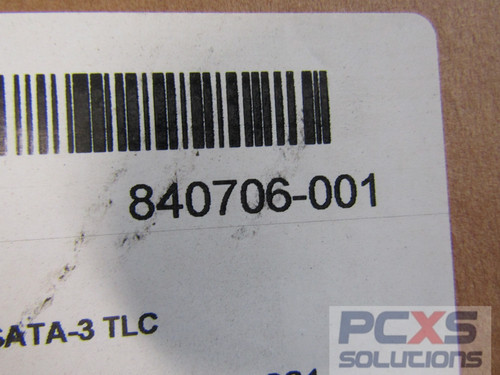 840706-001
SATA-3 TLC
PCXS
SOLUTIONS